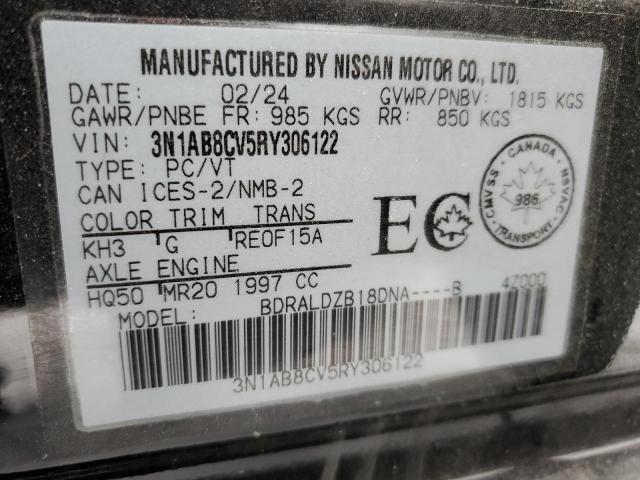 MANUFACTURED BY NISSAN MOTOR CO., LTD.
DATE: 02/24 GVWR/PNBV: 1815 KGS
GAWR/PNBE FR: 985 KGS RR: 850 KGS
VIN: 3N1AB8CV5RY306122
TYPE: PC/VT
CAN ICES-2/NMB-2
COLOR TRIM TRANS
KH3 G RE0F15A
AXLE ENGINE
HQ50 MR20 1997 CC
MODEL: BDRALDZB18DNA----B 4Z000
3N1AB8CV5RY306122
EC
CANADA
CMVSS NSVAC
986
TRANSPORT